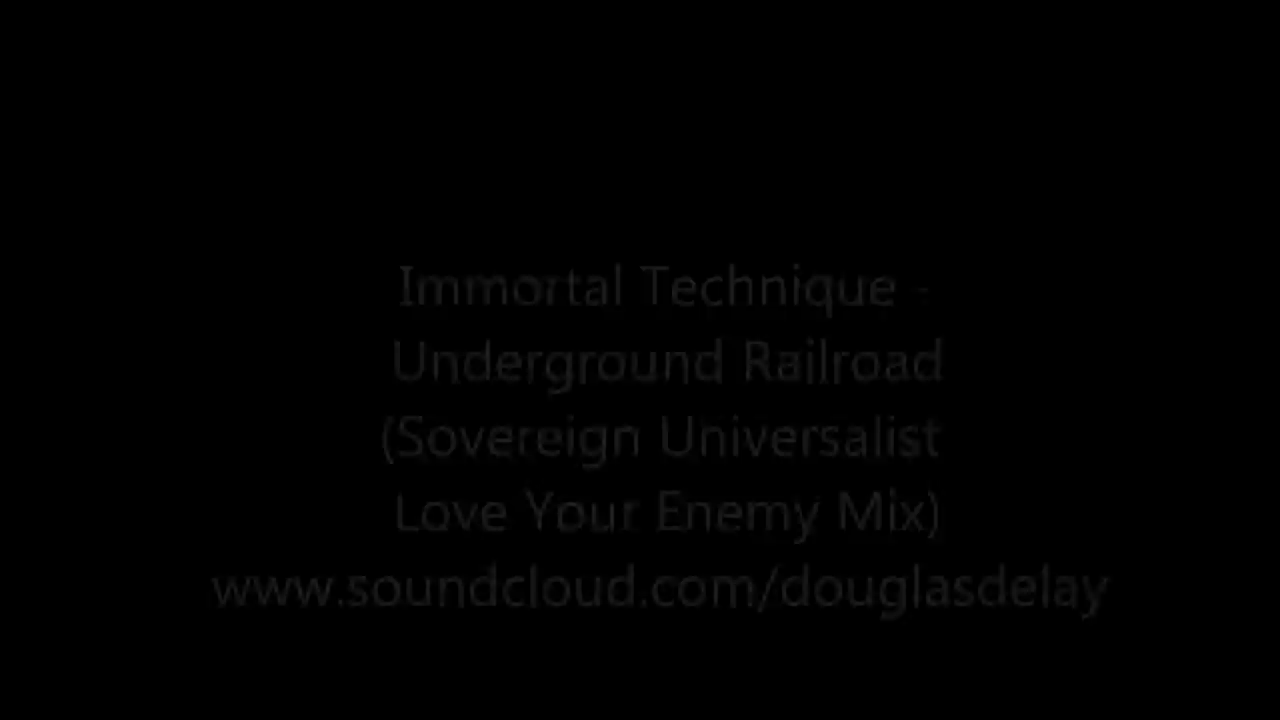 Immortal Technique -
Underground Railroad
(Sovereign Universalist
Love Your Enemy Mix)
www.soundcloud.com/douglasdelay